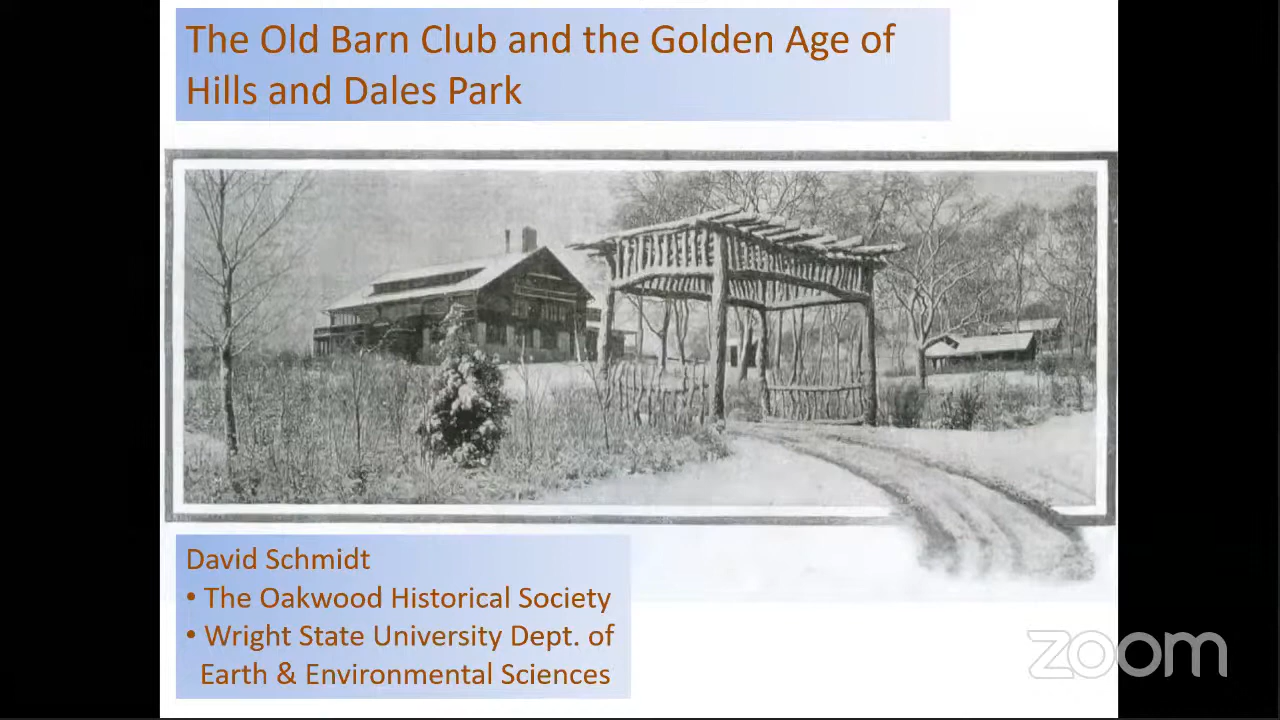 The Old Barn Club and the Golden Age of
Hills and Dales Park
David Schmidt
• The Oakwood Historical Society
• Wright State University Dept. of
Earth & Environmental Sciences
zoom